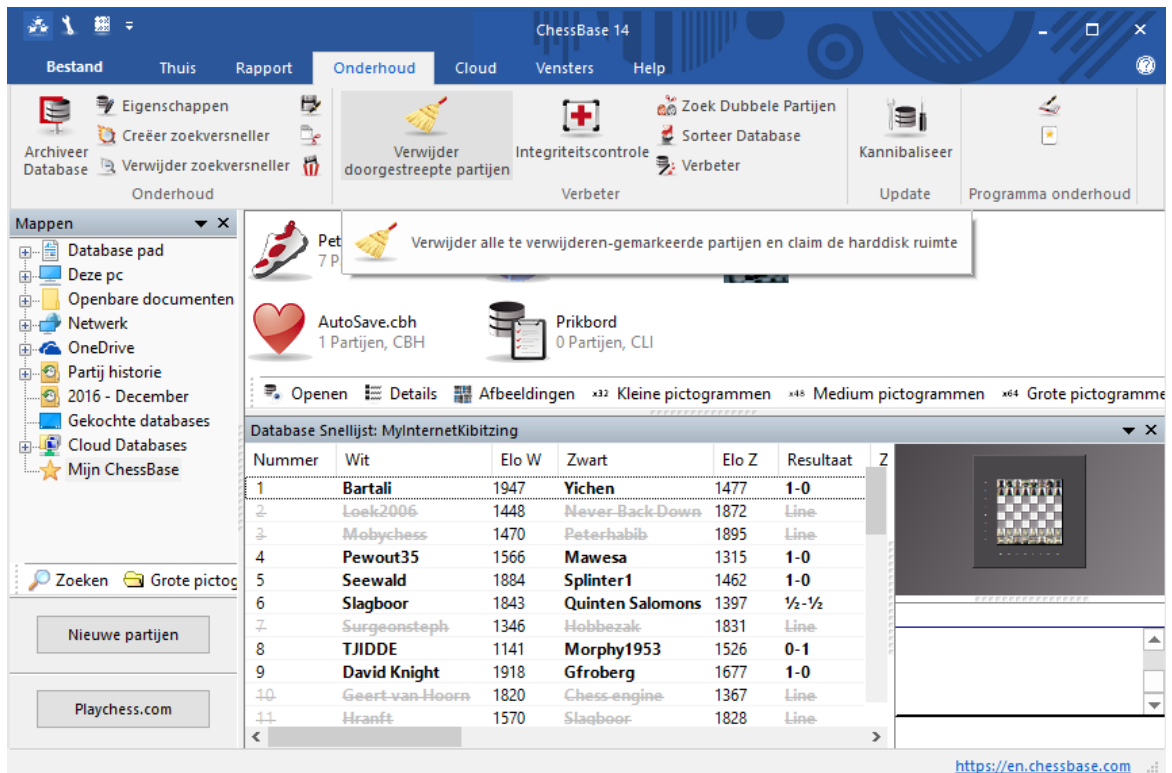 ChessBase 14
Bestand Thuis Rapport Onderhoud Cloud Vensters Help
Archiveer Database
Eigenschappen
Creëer zoekversneller
Verwijder zoekversneller
Onderhoud
Verwijder doorgestreepte partijen
Integriteitscontrole
Zoek Dubbele Partijen
Sorteer Database
Verbeter
Verbeter
Kannibaliseer
Update
Programma onderhoud
Mappen
Database pad
Deze pc
Openbare documenten
Netwerk
OneDrive
Partij historie
2016 - December
Gekochte databases
Cloud Databases
Mijn ChessBase
Zoeken Grote pictog
Nieuwe partijen
Playchess.com
Pet
7 P
Verwijder alle te verwijderen-gemarkeerde partijen en claim de harddisk ruimte
AutoSave.cbh
1 Partijen, CBH
Prikbord
0 Partijen, CLI
Openen Details Afbeeldingen x32 Kleine pictogrammen x48 Medium pictogrammen x64 Grote pictogramme
Database Snellijst: MyInternetKibitzing
Nummer Wit Elo W Zwart Elo Z Resultaat Z
1 Bartali 1947 Yichen 1477 1-0
2 Loek2006 1448 Never Back Down 1872 Line
3 Mobychess 1470 Peterhabib 1895 Line
4 Pewout35 1566 Mawesa 1315 1-0
5 Seewald 1884 Splinter1 1462 1-0
6 Slagboor 1843 Quinten Salomons 1397 ½-½
7 Surgeonsteph 1346 Hobbezak 1831 Line
8 TJIDDE 1141 Morphy1953 1526 0-1
9 David Knight 1918 Gfroberg 1677 1-0
10 Geert van Hoorn 1820 Chess engine 1367 Line
11 Hranft 1570 Slagboor 1828 Line
https://en.chessbase.com